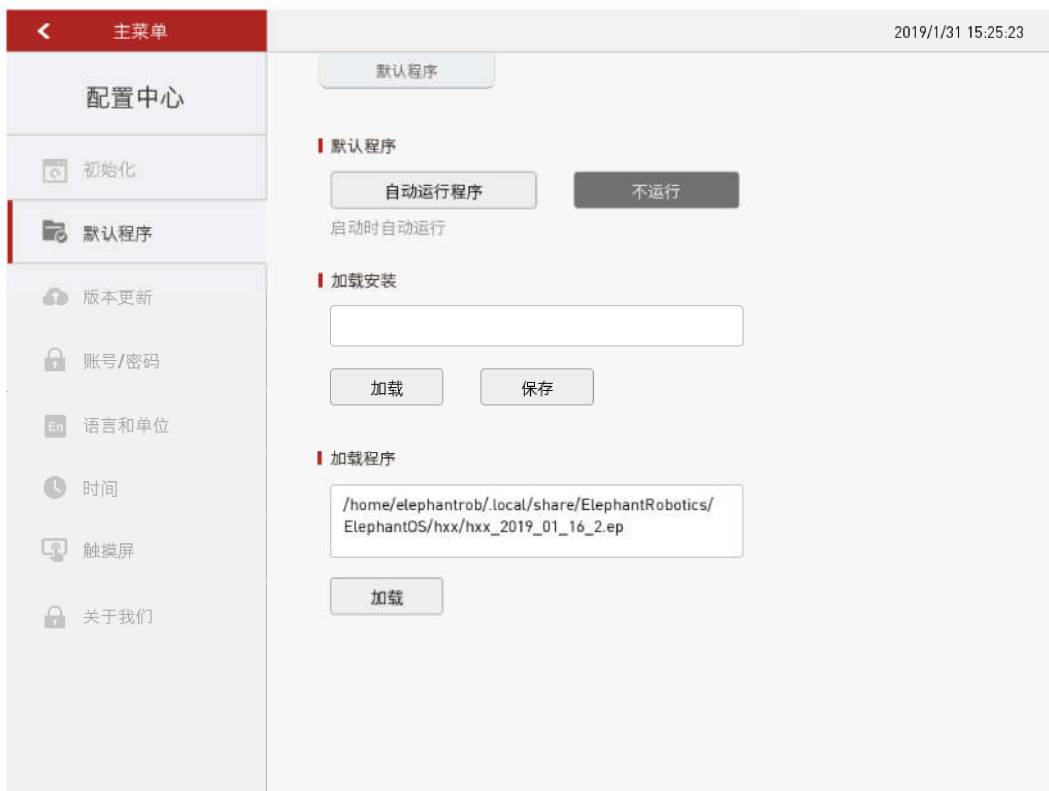 主菜单
2019/1/31 15:25:23
配置中心
初始化
默认程序
版本更新
账号/密码
En 语言和单位
时间
触摸屏
关于我们
默认程序
默认程序
自动运行程序 不运行
启动时自动运行
加载安装
加载 保存
加载程序
/home/elephantrob/.local/share/ElephantRobotics/
ElephantOS/hxx/hxx_2019_01_16_2.ep
加载